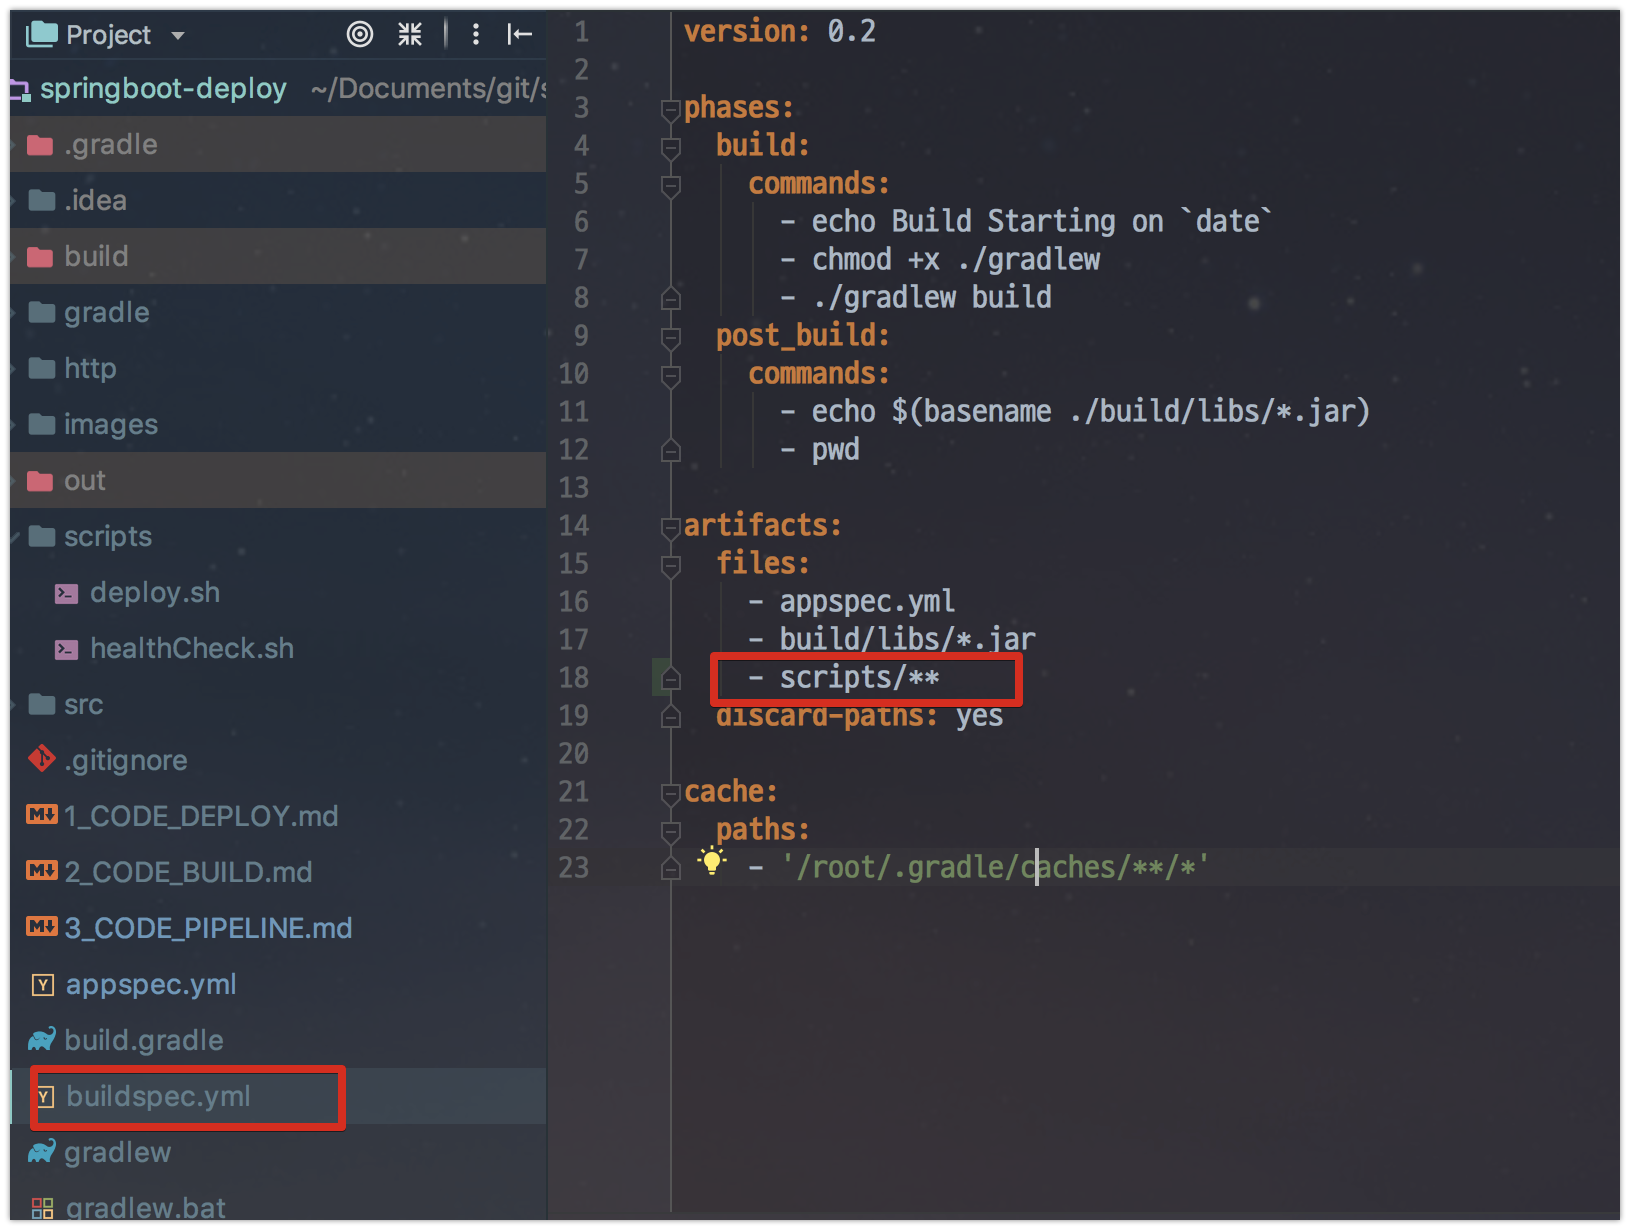 Project
springboot-deploy ~/Documents/git/s
.gradle
.idea
build
gradle
http
images
out
scripts
deploy.sh
healthCheck.sh
src
.gitignore
1_CODE_DEPLOY.md
2_CODE_BUILD.md
3_CODE_PIPELINE.md
appspec.yml
build.gradle
buildspec.yml
gradlew
gradlew.bat
1 version: 0.2
2
3 phases:
4   build:
5     commands:
6       - echo Build Starting on `date`
7       - chmod +x ./gradlew
8       - ./gradlew build
9   post_build:
10     commands:
11       - echo $(basename ./build/libs/*.jar)
12       - pwd
13
14 artifacts:
15   files:
16     - appspec.yml
17     - build/libs/*.jar
18     - scripts/**
19   discard-paths: yes
20
21 cache:
22   paths:
23     - '/root/.gradle/caches/**/*'